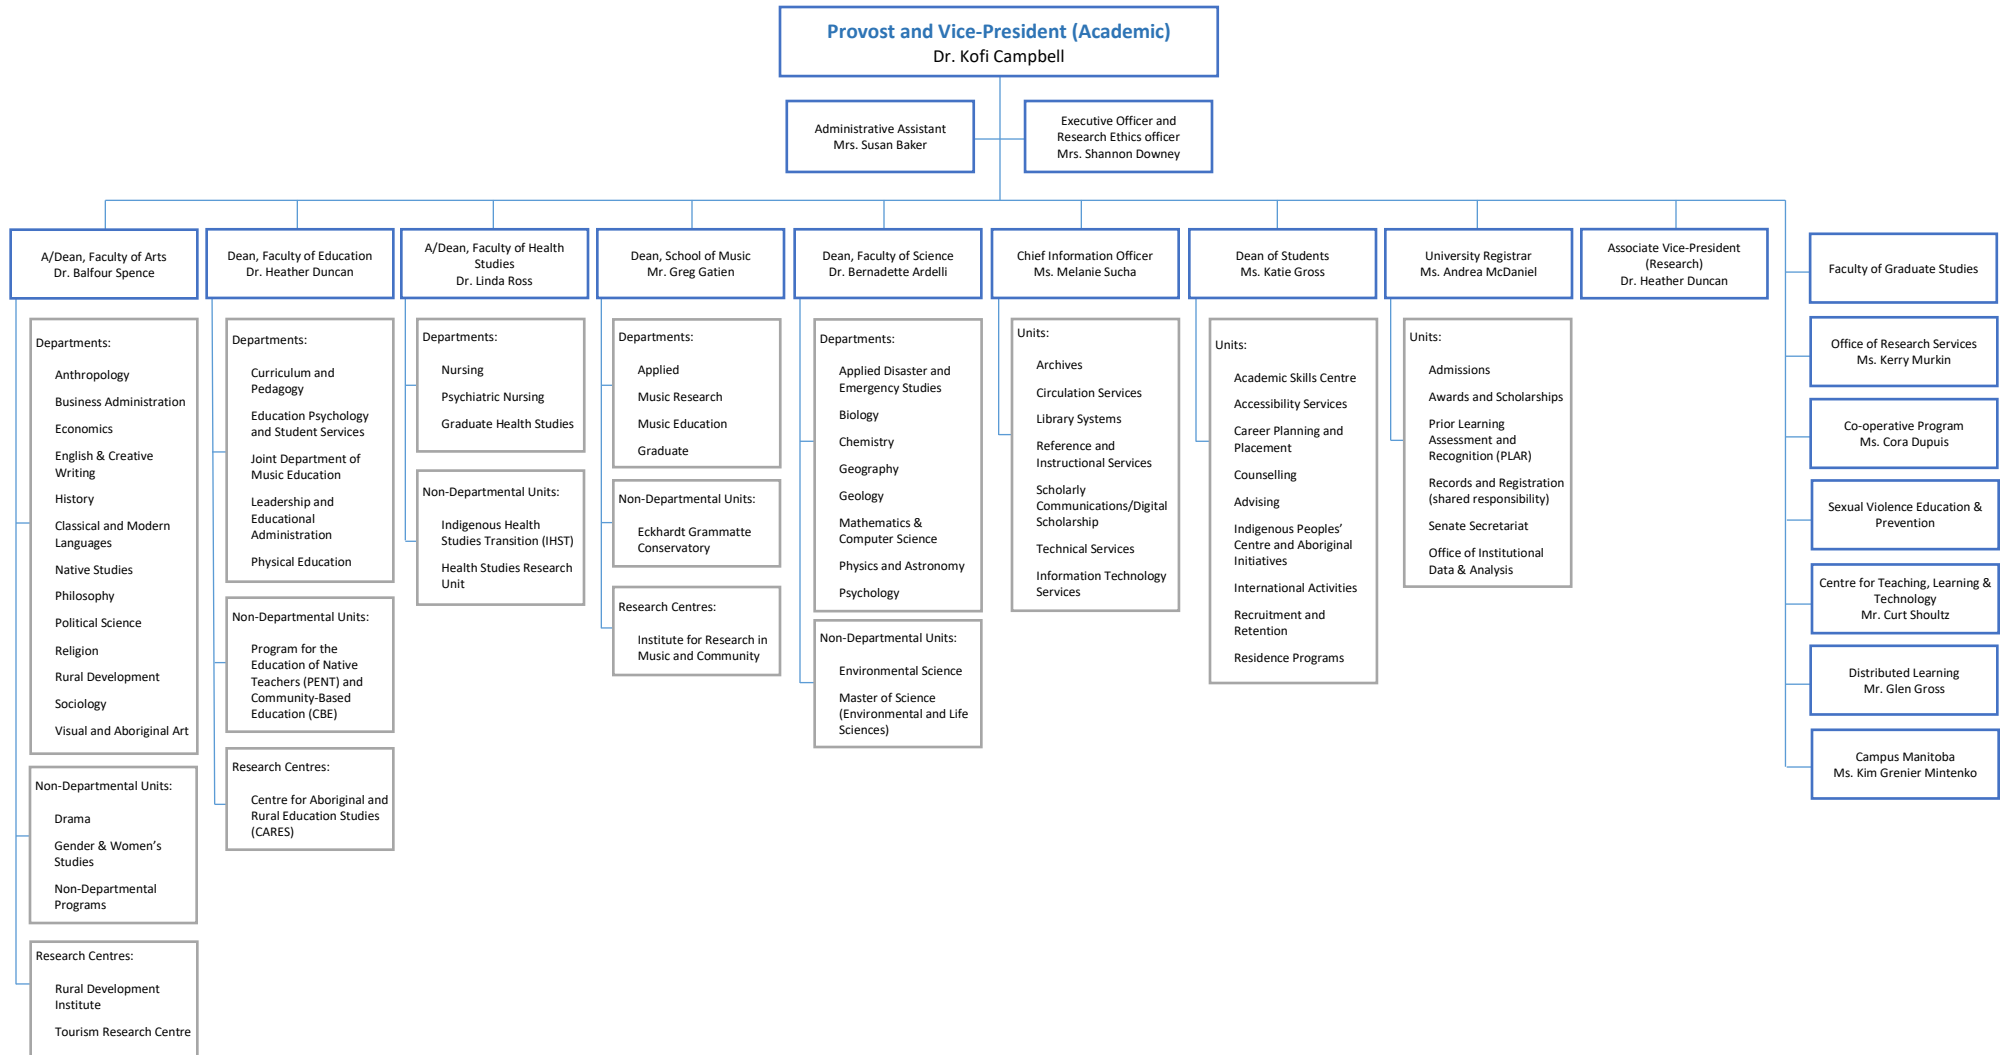 Provost and Vice-President (Academic)
Dr. Kofi Campbell
Administrative Assistant
Mrs. Susan Baker
Executive Officer and
Research Ethics officer
Mrs. Shannon Downey
A/Dean, Faculty of Arts
Dr. Balfour Spence
Departments:
Anthropology
Business Administration
Economics
English & Creative
Writing
History
Classical and Modern
Languages
Native Studies
Philosophy
Political Science
Religion
Rural Development
Sociology
Visual and Aboriginal Art
Non-Departmental Units:
Drama
Gender & Women’s
Studies
Non-Departmental
Programs
Research Centres:
Rural Development
Institute
Tourism Research Centre
Dean, Faculty of Education
Dr. Heather Duncan
Departments:
Curriculum and
Pedagogy
Education Psychology
and Student Services
Joint Department of
Music Education
Leadership and
Educational
Administration
Physical Education
Non-Departmental Units:
Program for the
Education of Native
Teachers (PENT) and
Community-Based
Education (CBE)
Research Centres:
Centre for Aboriginal and
Rural Education Studies
(CARES)
A/Dean, Faculty of Health
Studies
Dr. Linda Ross
Departments:
Nursing
Psychiatric Nursing
Graduate Health Studies
Non-Departmental Units:
Indigenous Health
Studies Transition (IHST)
Health Studies Research
Unit
Dean, School of Music
Mr. Greg Gatien
Departments:
Applied
Music Research
Music Education
Graduate
Non-Departmental Units:
Eckhardt Grammatte
Conservatory
Research Centres:
Institute for Research in
Music and Community
Dean, Faculty of Science
Dr. Bernadette Ardelli
Departments:
Applied Disaster and
Emergency Studies
Biology
Chemistry
Geography
Geology
Mathematics &
Computer Science
Physics and Astronomy
Psychology
Non-Departmental Units:
Environmental Science
Master of Science
(Environmental and Life
Sciences)
Chief Information Officer
Ms. Melanie Sucha
Units:
Archives
Circulation Services
Library Systems
Reference and
Instructional Services
Scholarly
Communications/Digital
Scholarship
Technical Services
Information Technology
Services
Dean of Students
Ms. Katie Gross
Units:
Academic Skills Centre
Accessibility Services
Career Planning and
Placement
Counselling
Advising
Indigenous Peoples’
Centre and Aboriginal
Initiatives
International Activities
Recruitment and
Retention
Residence Programs
University Registrar
Ms. Andrea McDaniel
Units:
Admissions
Awards and Scholarships
Prior Learning
Assessment and
Recognition (PLAR)
Records and Registration
(shared responsibility)
Senate Secretariat
Office of Institutional
Data & Analysis
Associate Vice-President
(Research)
Dr. Heather Duncan
Faculty of Graduate Studies
Office of Research Services
Ms. Kerry Murkin
Co-operative Program
Ms. Cora Dupuis
Sexual Violence Education &
Prevention
Centre for Teaching, Learning &
Technology
Mr. Curt Shoultz
Distributed Learning
Mr. Glen Gross
Campus Manitoba
Ms. Kim Grenier Mintenko